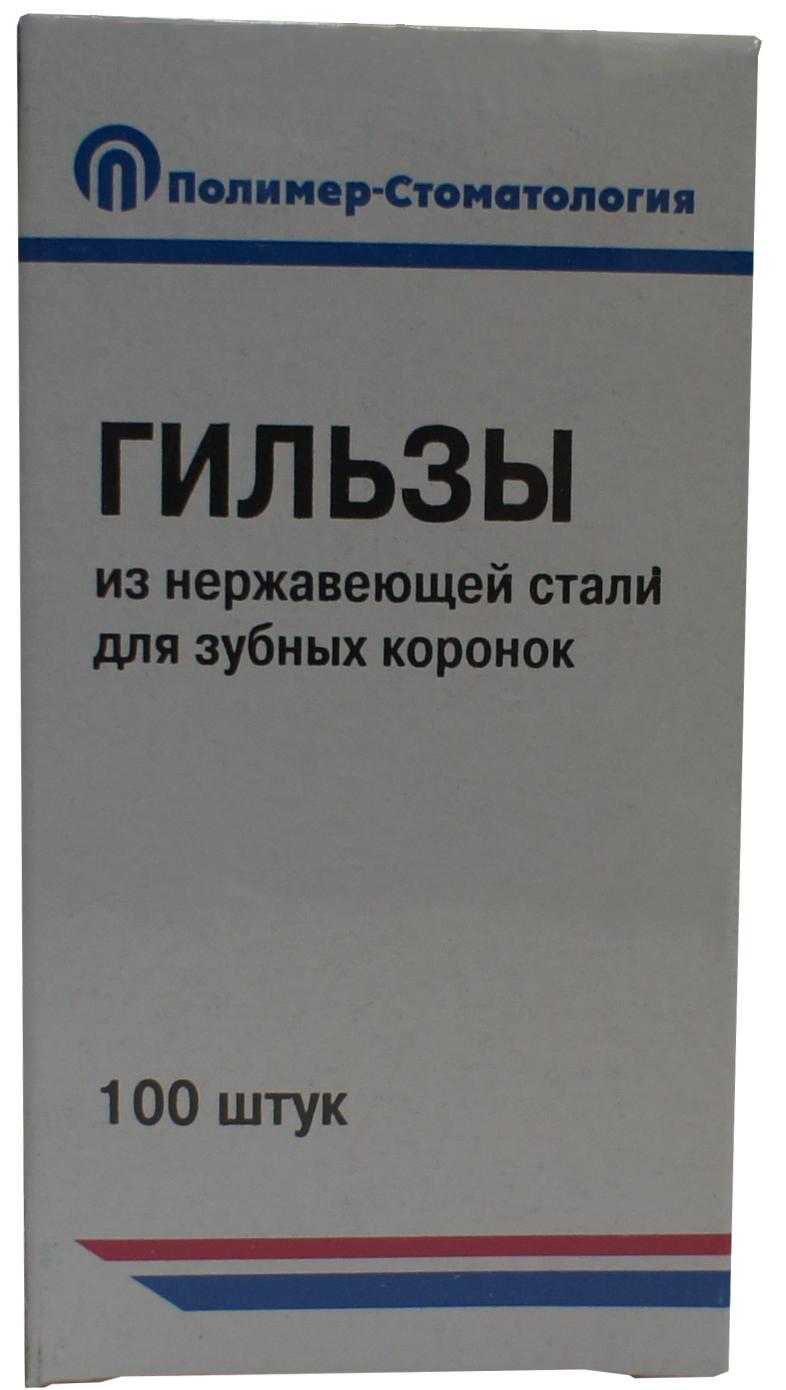 Полимер-Стоматология
ГИЛЬЗЫ
из нержавеющей стали
для зубных коронок
100 штук